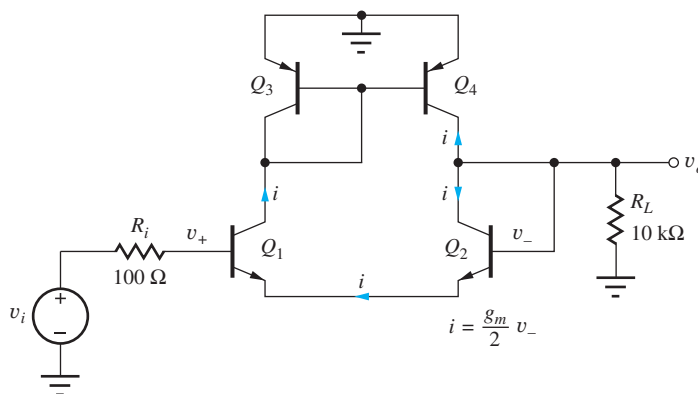 Q3
Q4
i
i
i
vo
Ri
v+
Q1
Q2
v−
RL
10 kΩ
100 Ω
i
vi
+
−
i = gm/2 v−